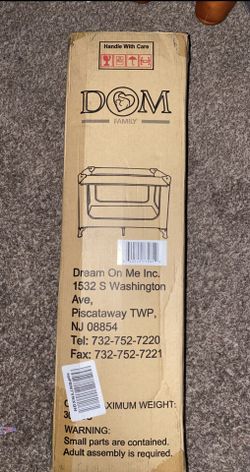 Handle With Care
DOM
FAMILY
Dream On Me Inc.
1532 S Washington
Ave,
Piscataway TWP,
NJ 08854
Tel: 732-752-7220
Fax: 732-752-7221
MAXIMUM WEIGHT:
WARNING:
Small parts are contained.
Adult assembly is required.